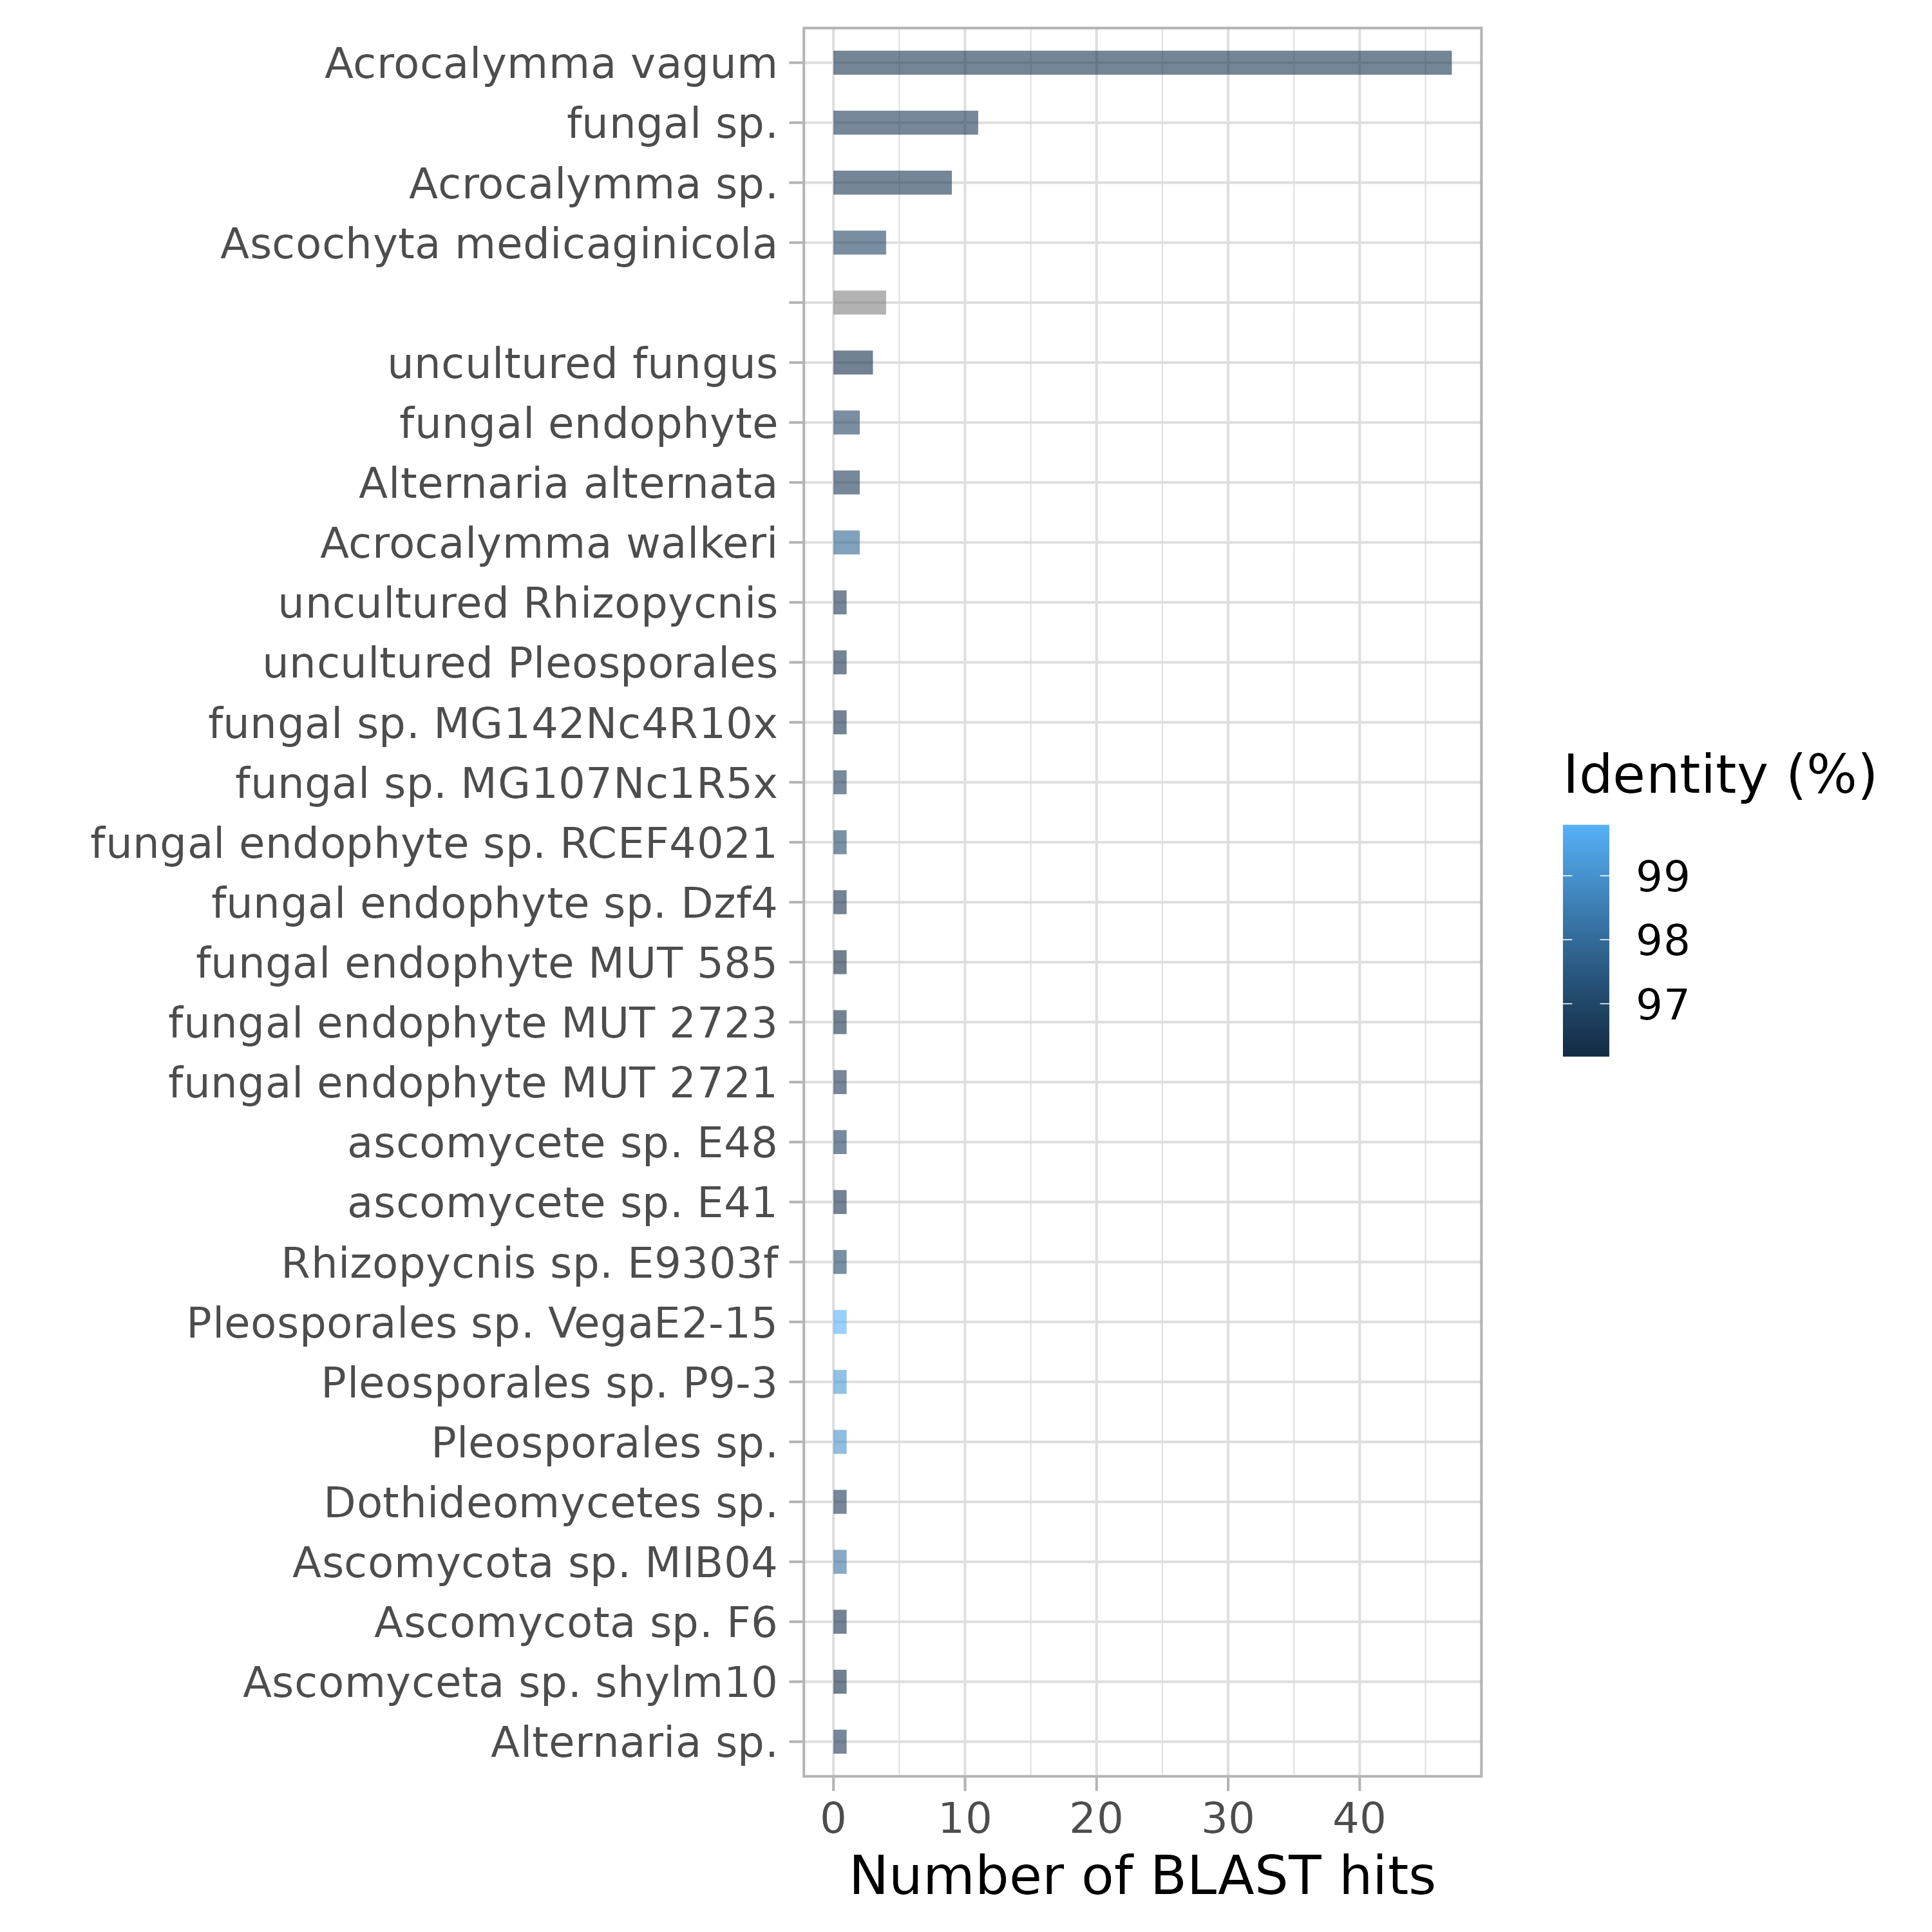 Acrocalymma vagum
fungal sp.
Acrocalymma sp.
Ascochyta medicaginicola
uncultured fungus
fungal endophyte
Alternaria alternata
Acrocalymma walkeri
uncultured Rhizopycnis
uncultured Pleosporales
fungal sp. MG142Nc4R10x
fungal sp. MG107Nc1R5x
fungal endophyte sp. RCEF4021
fungal endophyte sp. Dzf4
fungal endophyte MUT 585
fungal endophyte MUT 2723
fungal endophyte MUT 2721
ascomycete sp. E48
ascomycete sp. E41
Rhizopycnis sp. E9303f
Pleosporales sp. VegaE2-15
Pleosporales sp. P9-3
Pleosporales sp.
Dothideomycetes sp.
Ascomycota sp. MIB04
Ascomycota sp. F6
Ascomyceta sp. shylm10
Alternaria sp.
0 10 20 30 40
Number of BLAST hits
Identity (%)
99
98
97